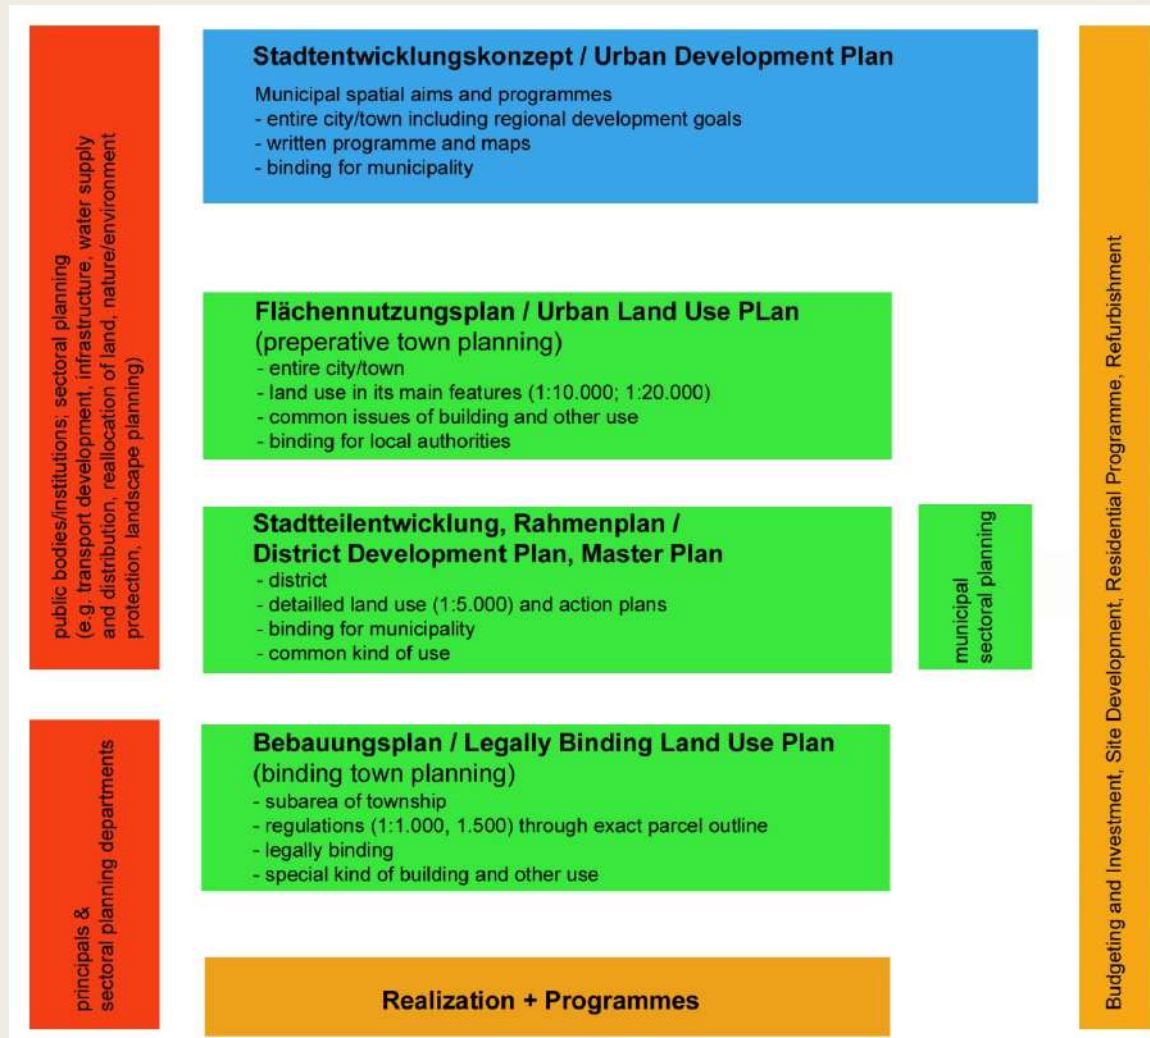 public bodies/institutions; sectoral planning
(e.g. transport development, infrastructure, water supply
and distribution, reallocation of land, nature/environment
protection, landscape planning)
principals &
sectoral planning departments
Stadtentwicklungskonzept / Urban Development Plan
Municipal spatial aims and programmes
- entire city/town including regional development goals
- written programme and maps
- binding for municipality
Flächennutzungsplan / Urban Land Use PLan
(preperative town planning)
- entire city/town
- land use in its main features (1:10.000; 1:20.000)
- common issues of building and other use
- binding for local authorities
Stadtteilentwicklung, Rahmenplan /
District Development Plan, Master Plan
- district
- detailled land use (1:5.000) and action plans
- binding for municipality
- common kind of use
municipal
sectoral planning
Bebauungsplan / Legally Binding Land Use Plan
(binding town planning)
- subarea of township
- regulations (1:1.000, 1.500) through exact parcel outline
- legally binding
- special kind of building and other use
Realization + Programmes
Budgeting and Investment, Site Development, Residential Programme, Refurbishment